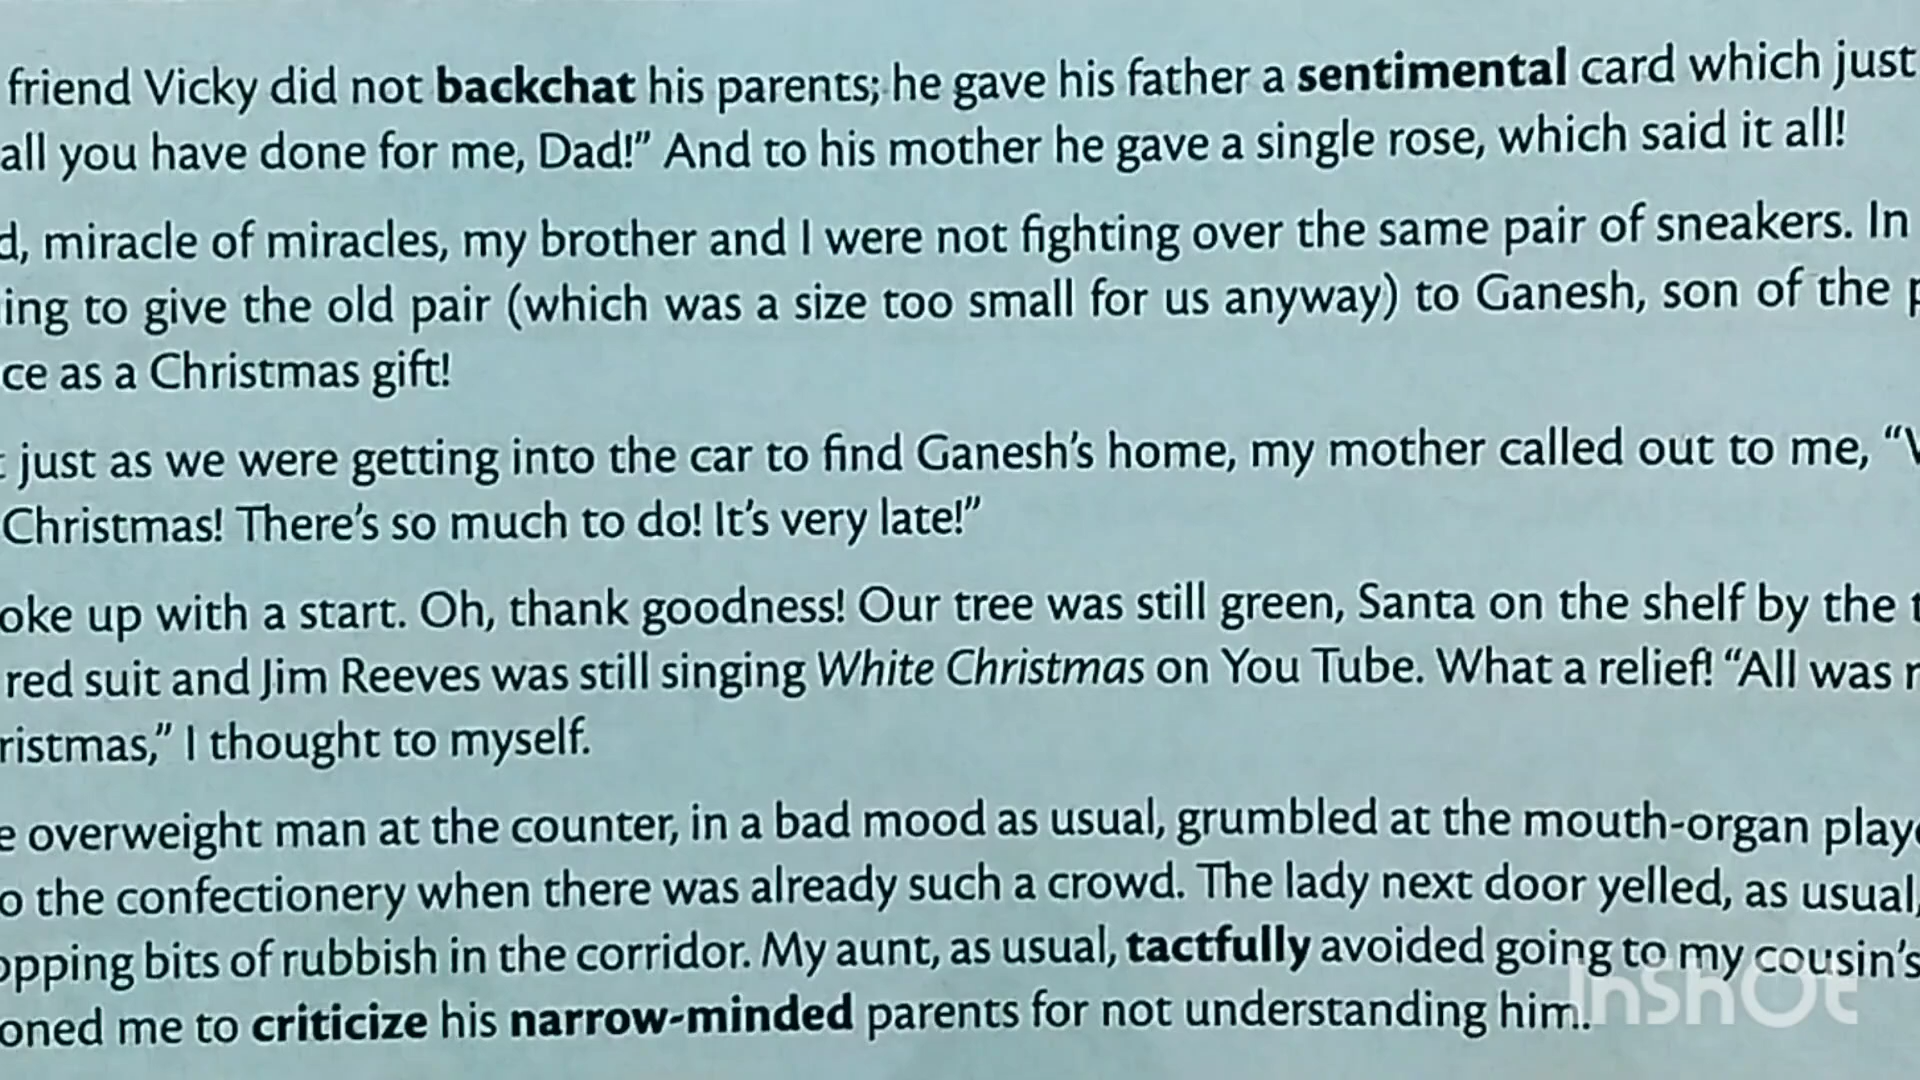 friend Vicky did not backchat his parents; he gave his father a sentimental card which just
all you have done for me, Dad!” And to his mother he gave a single rose, which said it all!
d, miracle of miracles, my brother and I were not fighting over the same pair of sneakers. In
ing to give the old pair (which was a size too small for us anyway) to Ganesh, son of the p
ce as a Christmas gift!
just as we were getting into the car to find Ganesh’s home, my mother called out to me, “
Christmas! There’s so much to do! It’s very late!”
oke up with a start. Oh, thank goodness! Our tree was still green, Santa on the shelf by the t
red suit and Jim Reeves was still singing White Christmas on You Tube. What a relief! “All was
ristmas,” I thought to myself.
e overweight man at the counter, in a bad mood as usual, grumbled at the mouth-organ playe
o the confectionery when there was already such a crowd. The lady next door yelled, as usual,
opping bits of rubbish in the corridor. My aunt, as usual, tactfully avoided going to my cousin’s
oned me to criticize his narrow-minded parents for not understanding him.
InShOt